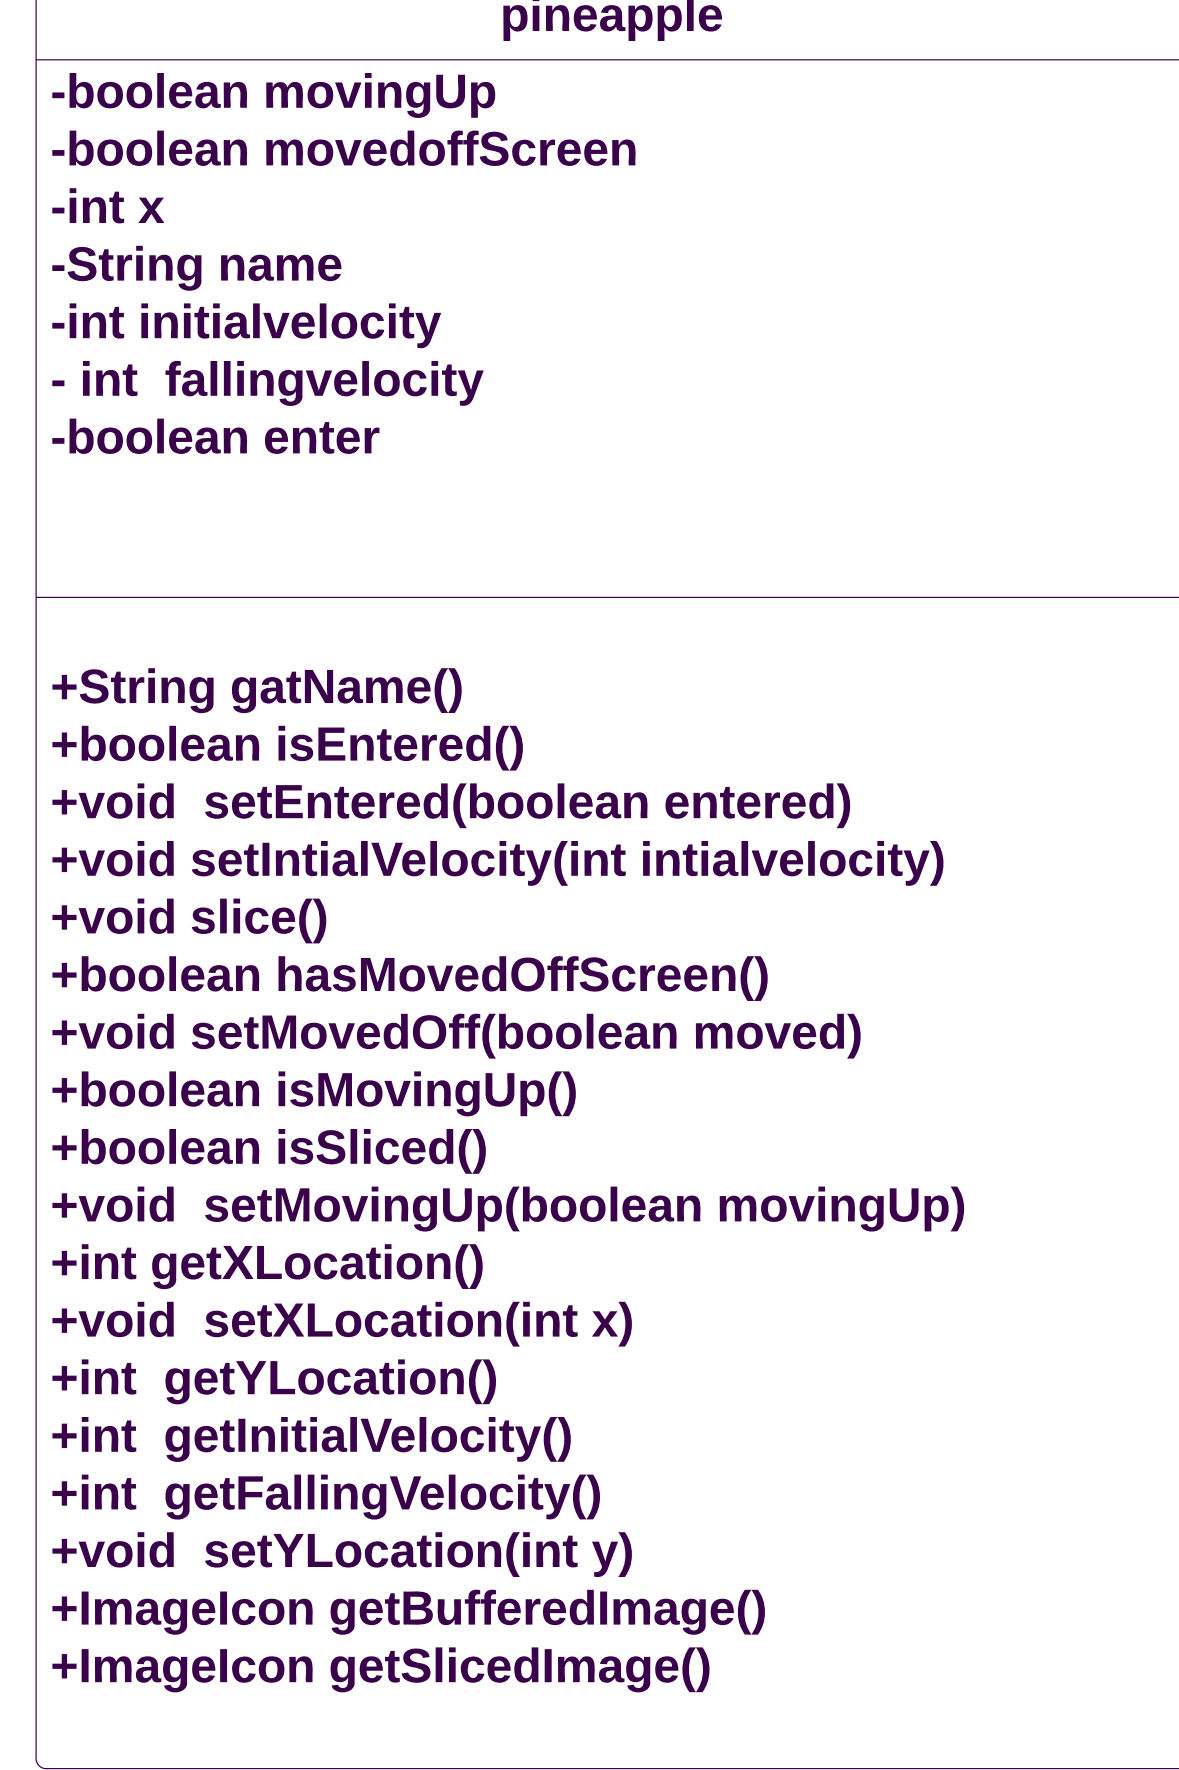 pineapple
-boolean movingUp
-boolean movedoffScreen
-int x
-String name
-int initialvelocity
- int  fallingvelocity
-boolean enter
+String gatName()
+boolean isEntered()
+void  setEntered(boolean entered)
+void setIntialVelocity(int intialvelocity)
+void slice()
+boolean hasMovedOffScreen()
+void setMovedOff(boolean moved)
+boolean isMovingUp()
+boolean isSliced()
+void  setMovingUp(boolean movingUp)
+int getXLocation()
+void  setXLocation(int x)
+int  getYLocation()
+int  getInitialVelocity()
+int  getFallingVelocity()
+void  setYLocation(int y)
+ImageIcon getBufferedImage()
+ImageIcon getSlicedImage()